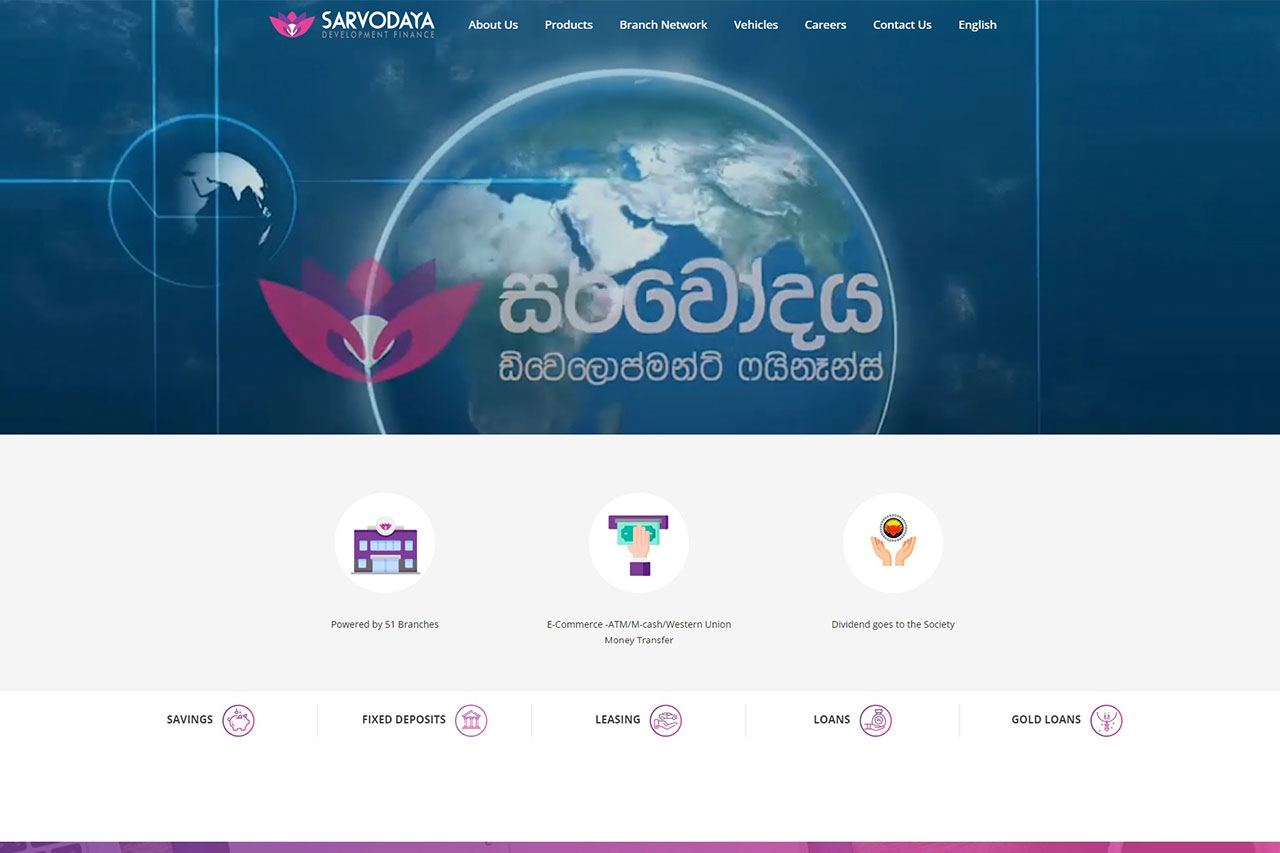 SARVODAYA
DEVELOPMENT FINANCE
About Us
Products
Branch Network
Vehicles
Careers
Contact Us
English
සර්වෝදය
ඩිවෙලොප්මන්ට් ෆයිනෑන්ස්
Powered by 51 Branches
E-Commerce -ATM/M-cash/Western Union
Money Transfer
Dividend goes to the Society
SAVINGS
FIXED DEPOSITS
LEASING
LOANS
GOLD LOANS